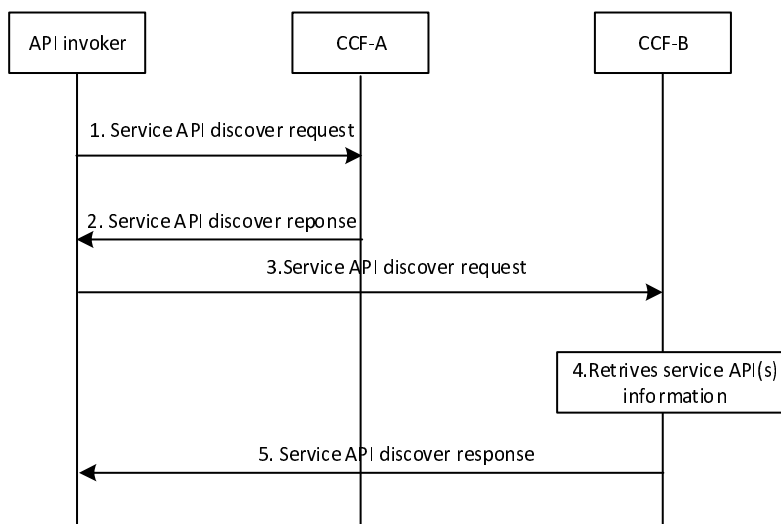 API invoker
CCF-A
CCF-B
1. Service API discover request
2. Service API discover reponse
3.Service API discover request
4.Retrives service API(s)
information
5. Service API discover response